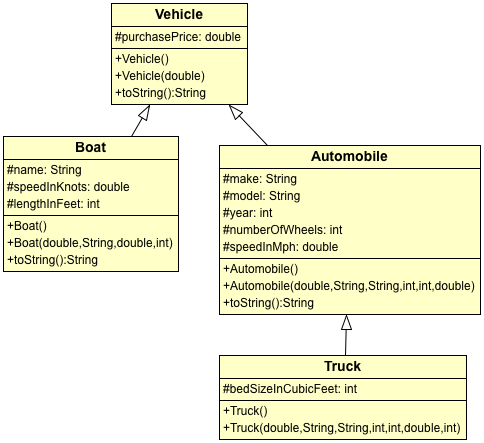 Vehicle
#purchasePrice: double
+Vehicle()
+Vehicle(double)
+toString():String
Boat
#name: String
#speedInKnots: double
#lengthInFeet: int
+Boat()
+Boat(double,String,double,int)
+toString():String
Automobile
#make: String
#model: String
#year: int
#numberOfWheels: int
#speedInMph: double
+Automobile()
+Automobile(double,String,String,int,int,double)
+toString():String
Truck
#bedSizeInCubicFeet: int
+Truck()
+Truck(double,String,String,int,int,double,int)